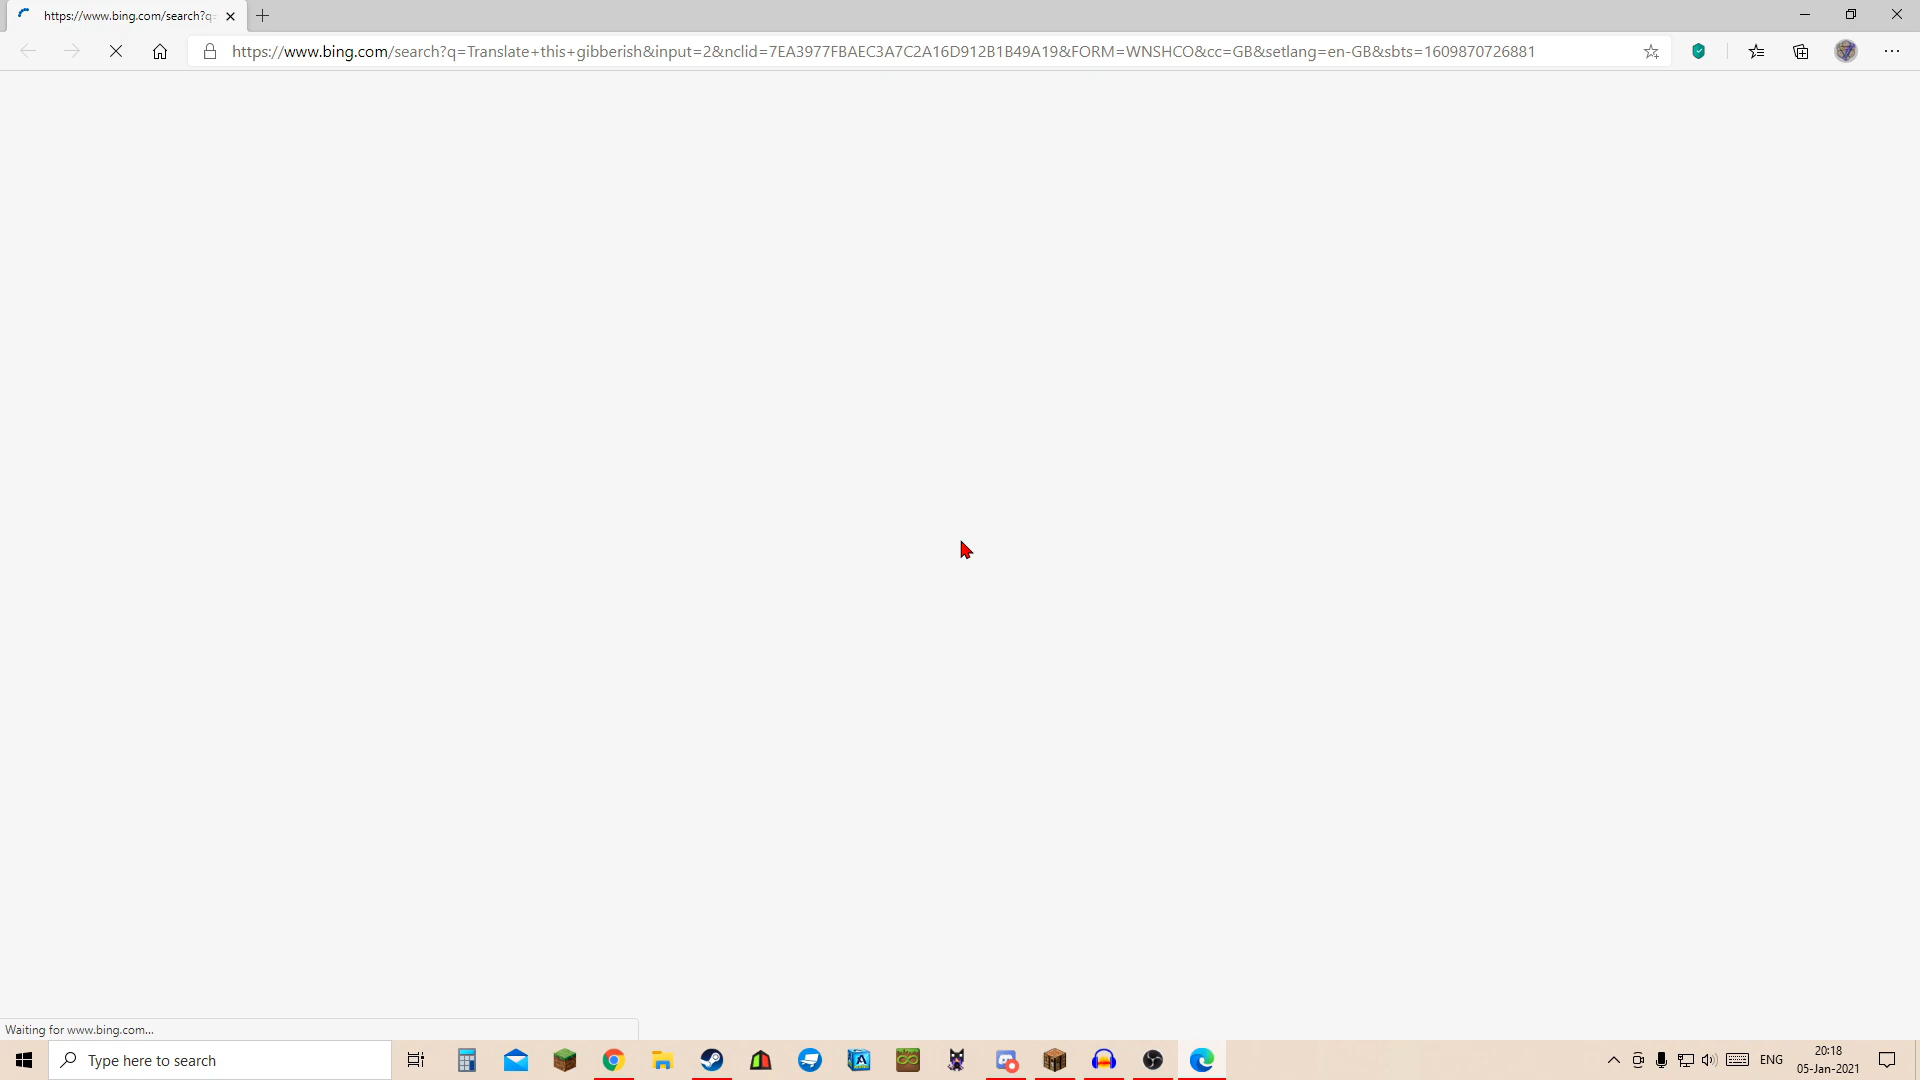 https://www.bing.com/search?q=
https://www.bing.com/search?q=Translate+this+gibberish&input=2&nclid=7EA3977FBAEC3A7C2A16D912B1B49A19&FORM=WNSHCO&cc=GB&setlang=en-GB&sbts=1609870726881
Waiting for www.bing.com...
Type here to search
ENG
20:18
05-Jan-2021